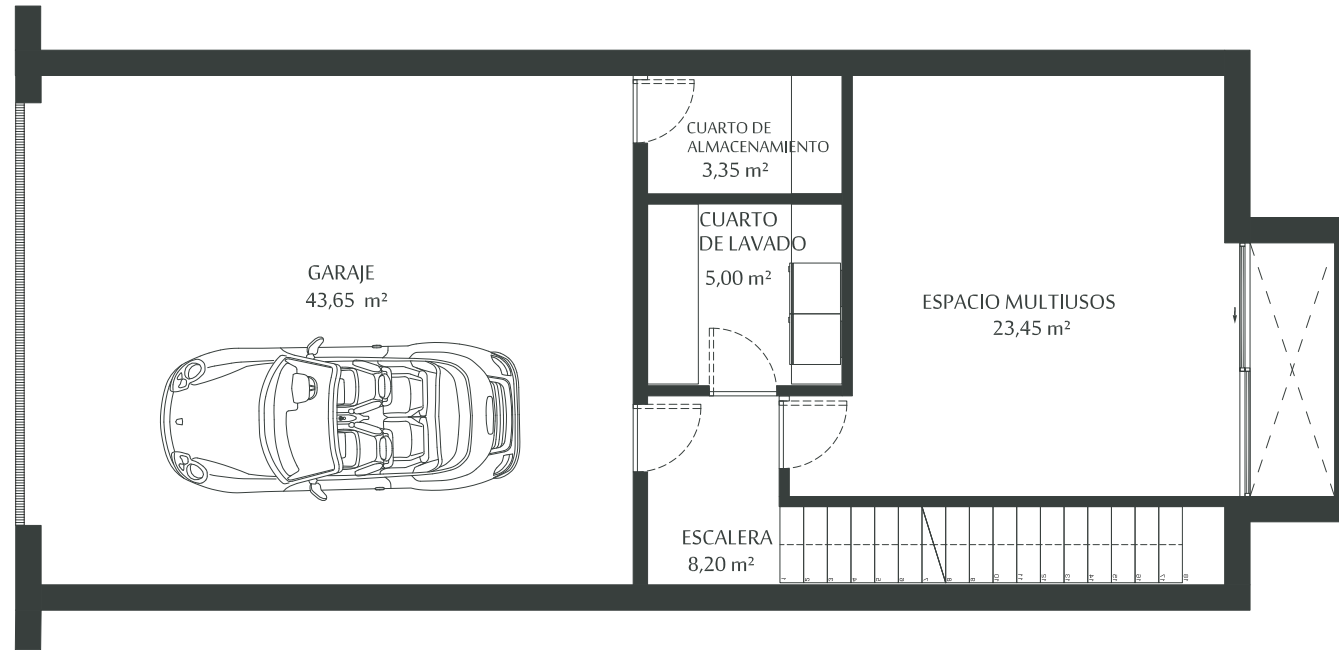 CUARTO DE
ALMACENAMIENTO
3,35 m²
CUARTO
DE LAVADO
5,00 m²
GARAJE
43,65 m²
ESPACIO MULTIUSOS
23,45 m²
ESCALERA
8,20 m²